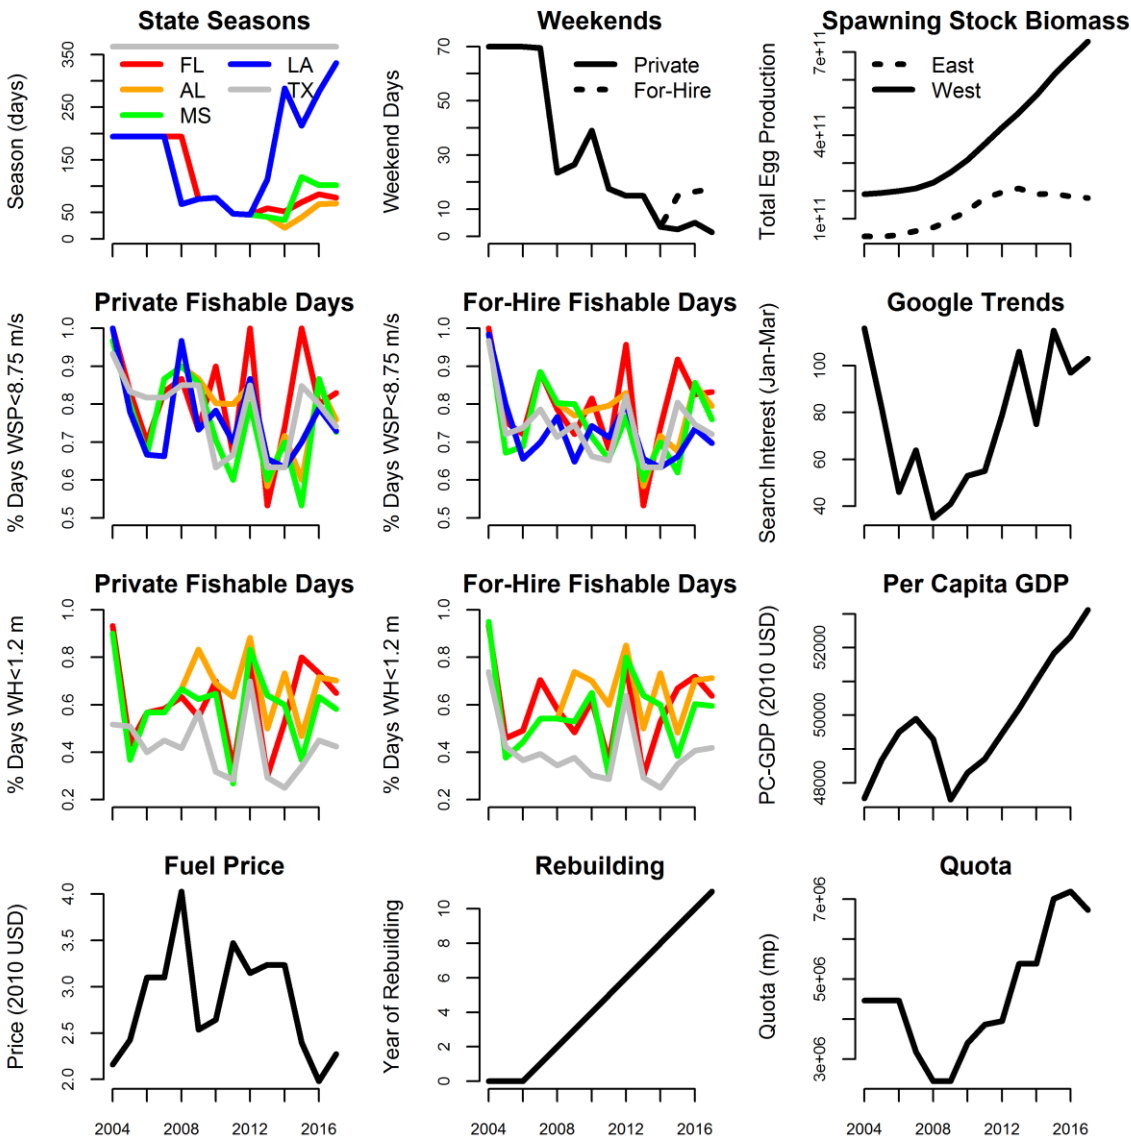 State Seasons
Season (days)
0
50
150
250
350
FL
AL
MS
LA
TX
Weekends
Weekend Days
0
10
30
50
70
Private
For-Hire
Spawning Stock Biomass
Total Egg Production
1e+11
4e+11
7e+11
East
West
Private Fishable Days
% Days WSP<8.75 m/s
0.5
0.6
0.7
0.8
0.9
1.0
For-Hire Fishable Days
% Days WSP<8.75 m/s
0.5
0.6
0.7
0.8
0.9
1.0
Google Trends
Search Interest (Jan-Mar)
40
60
80
100
Private Fishable Days
% Days WH<1.2 m
0.2
0.4
0.6
0.8
1.0
For-Hire Fishable Days
% Days WH<1.2 m
0.2
0.4
0.6
0.8
1.0
Per Capita GDP
PC-GDP (2010 USD)
48000
50000
52000
Fuel Price
Price (2010 USD)
2.0
2.5
3.0
3.5
4.0
2004
2008
2012
2016
Rebuilding
Year of Rebuilding
0
2
4
6
8
10
2004
2008
2012
2016
Quota
Quota (mp)
3e+06
5e+06
7e+06
2004
2008
2012
2016